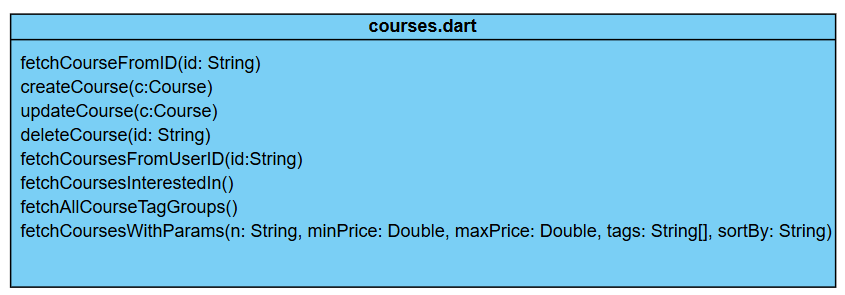 courses.dart
fetchCourseFromID(id: String)
createCourse(c:Course)
updateCourse(c:Course)
deleteCourse(id: String)
fetchCoursesFromUserID(id:String)
fetchCoursesInterestedIn()
fetchAllCourseTagGroups()
fetchCoursesWithParams(n: String, minPrice: Double, maxPrice: Double, tags: String[], sortBy: String)